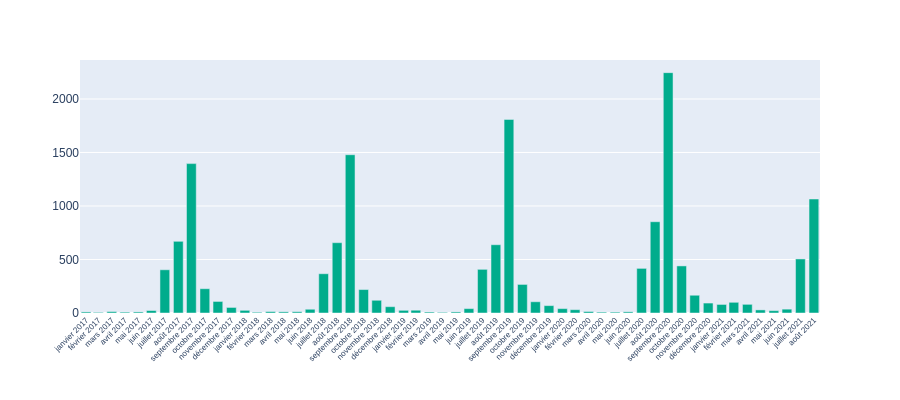 2000
1500
1000
500
0
janvier 2017
février 2017
mars 2017
avril 2017
mai 2017
juin 2017
juillet 2017
août 2017
septembre 2017
octobre 2017
novembre 2017
décembre 2017
janvier 2018
février 2018
mars 2018
avril 2018
mai 2018
juin 2018
juillet 2018
août 2018
septembre 2018
octobre 2018
novembre 2018
décembre 2018
janvier 2019
février 2019
mars 2019
avril 2019
mai 2019
juin 2019
juillet 2019
août 2019
septembre 2019
octobre 2019
novembre 2019
décembre 2019
janvier 2020
février 2020
mars 2020
avril 2020
mai 2020
juin 2020
juillet 2020
août 2020
septembre 2020
octobre 2020
novembre 2020
décembre 2020
janvier 2021
février 2021
mars 2021
avril 2021
mai 2021
juin 2021
juillet 2021
août 2021